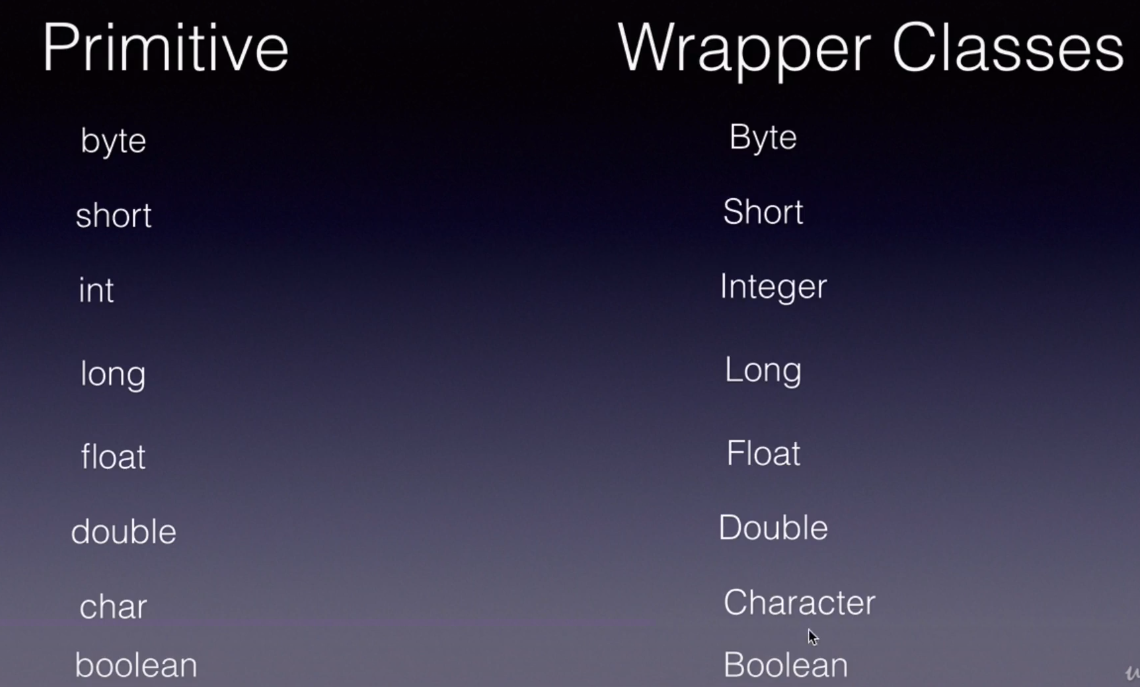 Primitive Wrapper Classes
byte Byte
short Short
int Integer
long Long
float Float
double Double
char Character
boolean Boolean